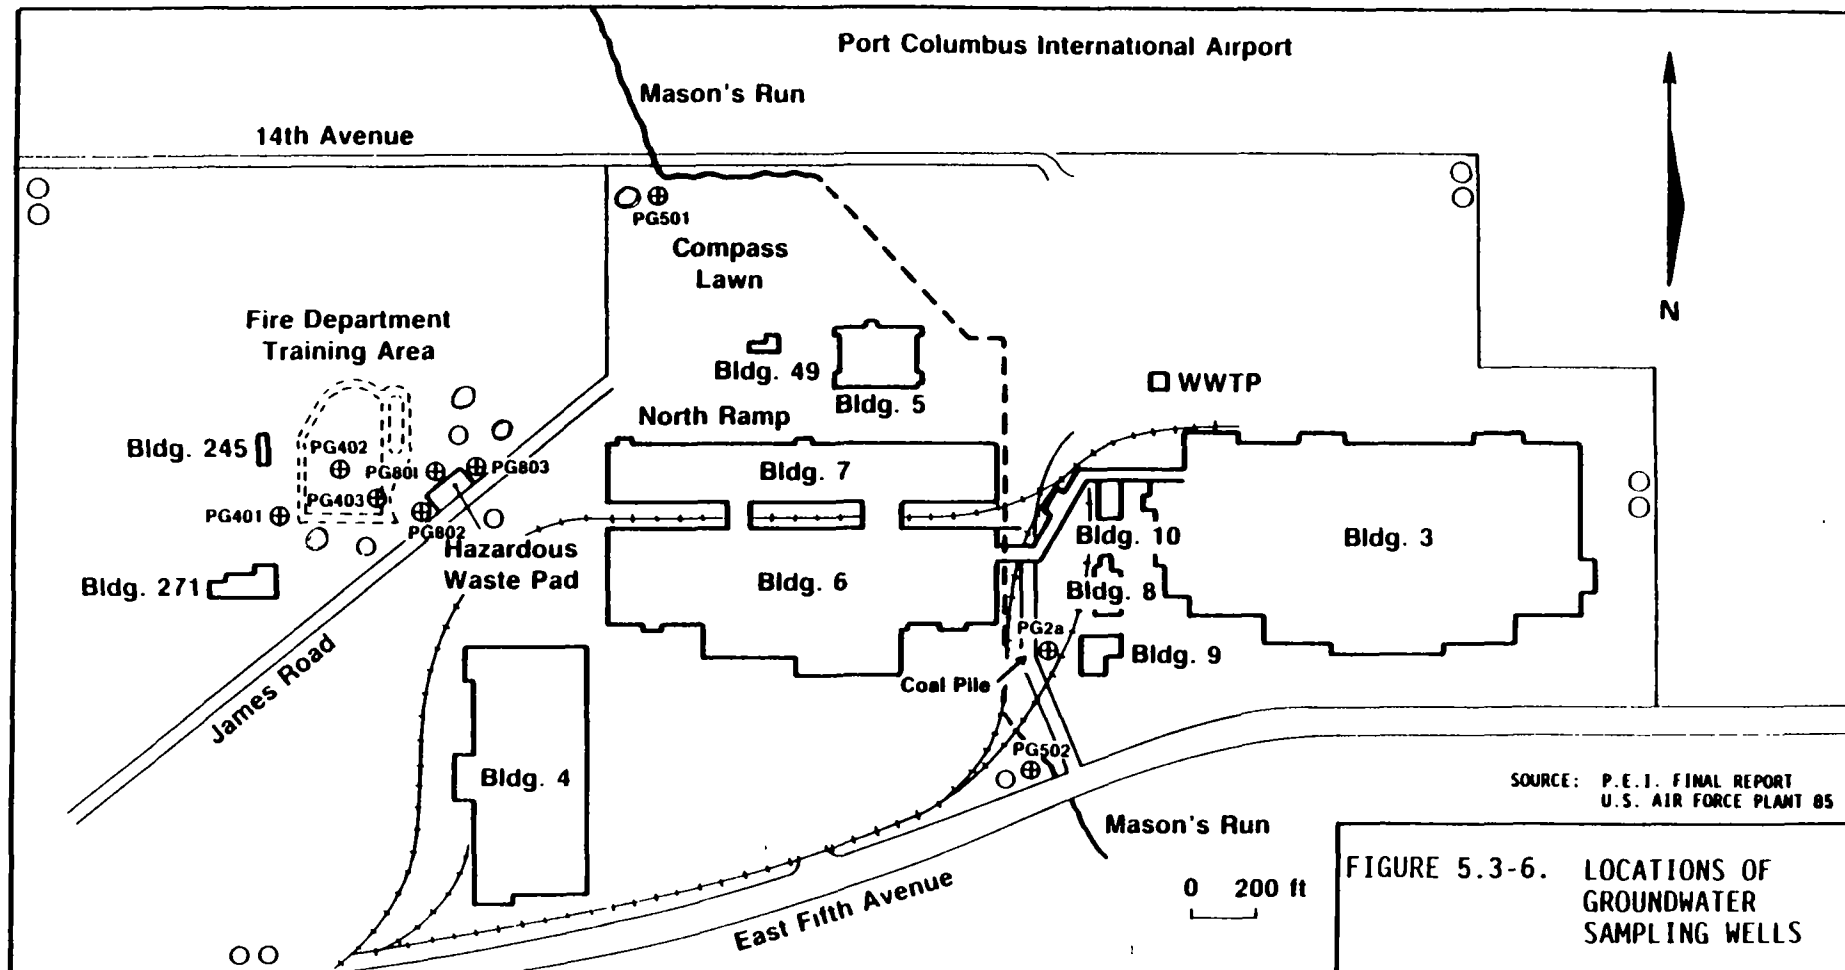 Port Columbus International Airport
Mason's Run
14th Avenue
PG501
Compass
Lawn
N
Fire Department
Training Area
Bldg. 49
Bldg. 5
WWTP
North Ramp
Bldg. 245
PG402
PG801
PG803
Bldg. 7
PG403
PG401
PG802
Bldg. 10
Bldg. 3
Hazardous
Waste Pad
Bldg. 271
Bldg. 6
Bldg. 8
PG2a
Bldg. 9
James Road
Coal Pile
PG502
Bldg. 4
SOURCE: P.E.I. FINAL REPORT
U.S. AIR FORCE PLANT 85
Mason's Run
East Fifth Avenue
0 200 ft
FIGURE 5.3-6. LOCATIONS OF
GROUNDWATER
SAMPLING WELLS